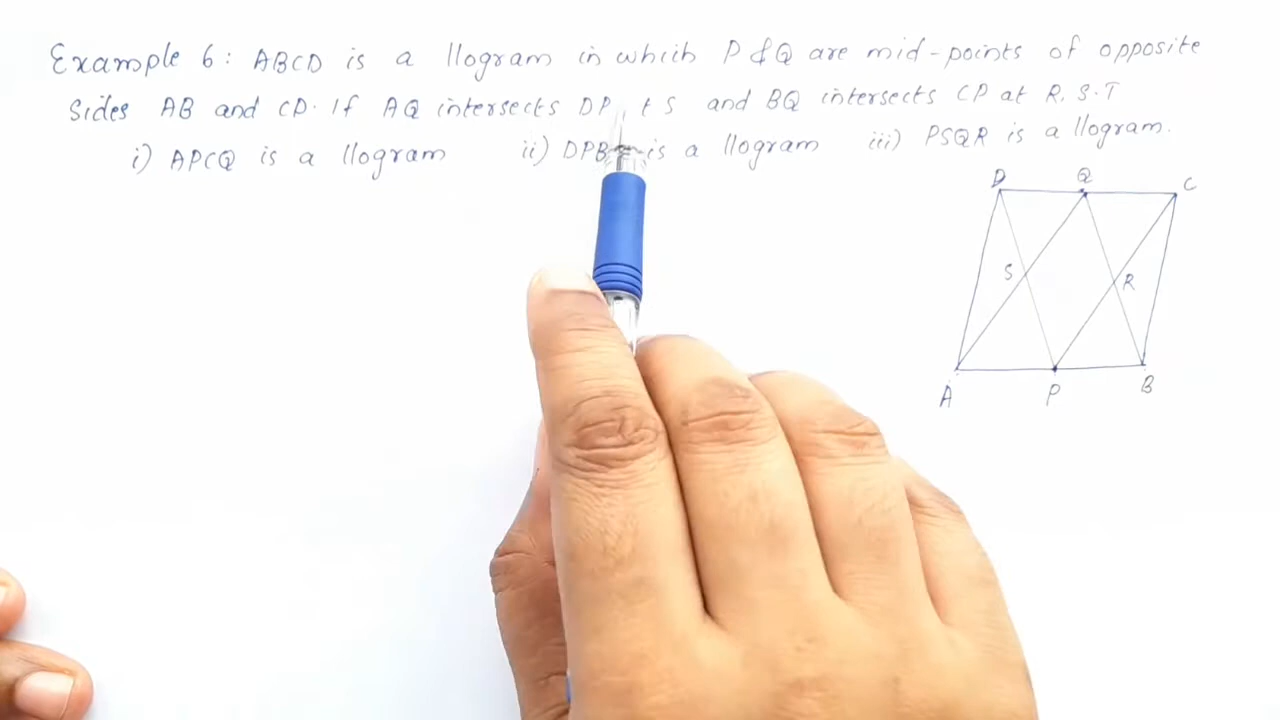 Example 6: ABCD is a llogram in which P & Q are mid-points of opposite
sides AB and CD. If AQ intersects DP t S and BQ intersects CP at R. S.T
i) APCQ is a llogram ii) DPB is a llogram iii) PSQR is a llogram.
D Q C
S R
A P B